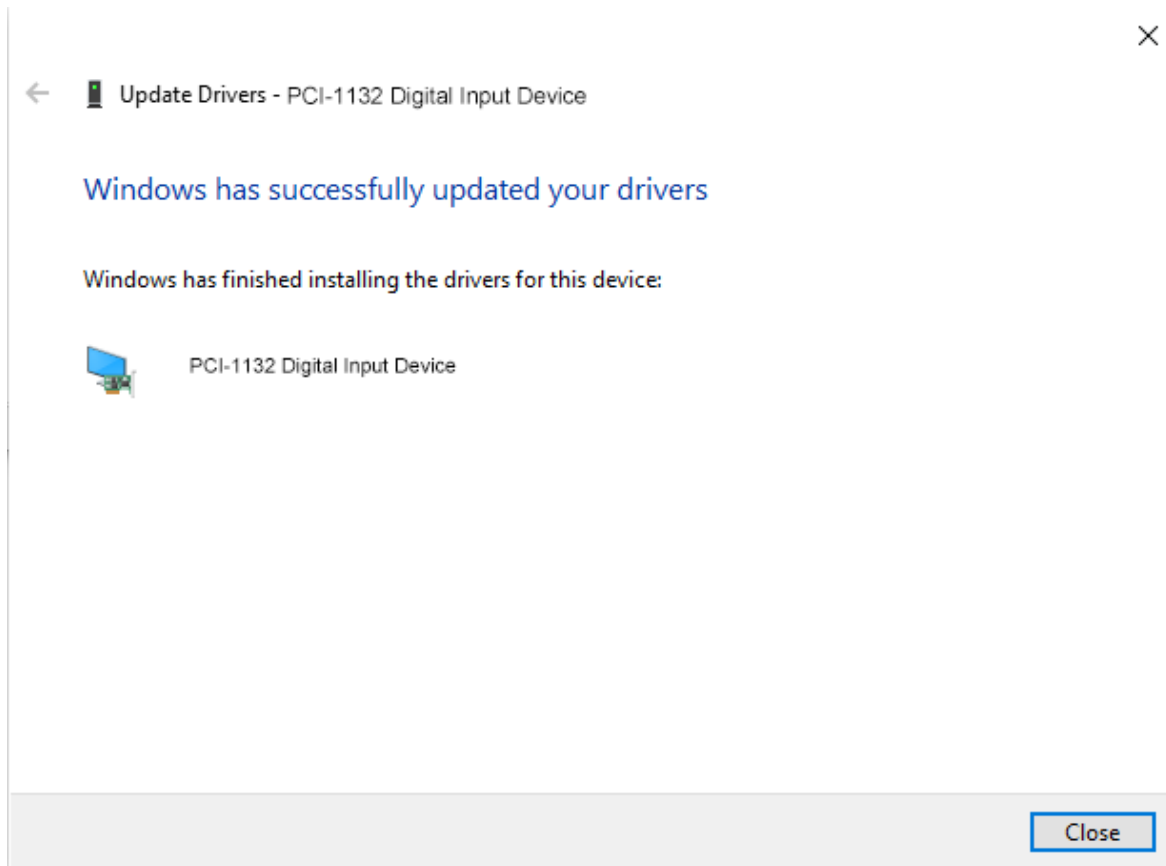 Update Drivers - PCI-1132 Digital Input Device
Windows has successfully updated your drivers
Windows has finished installing the drivers for this device:
PCI-1132 Digital Input Device
Close